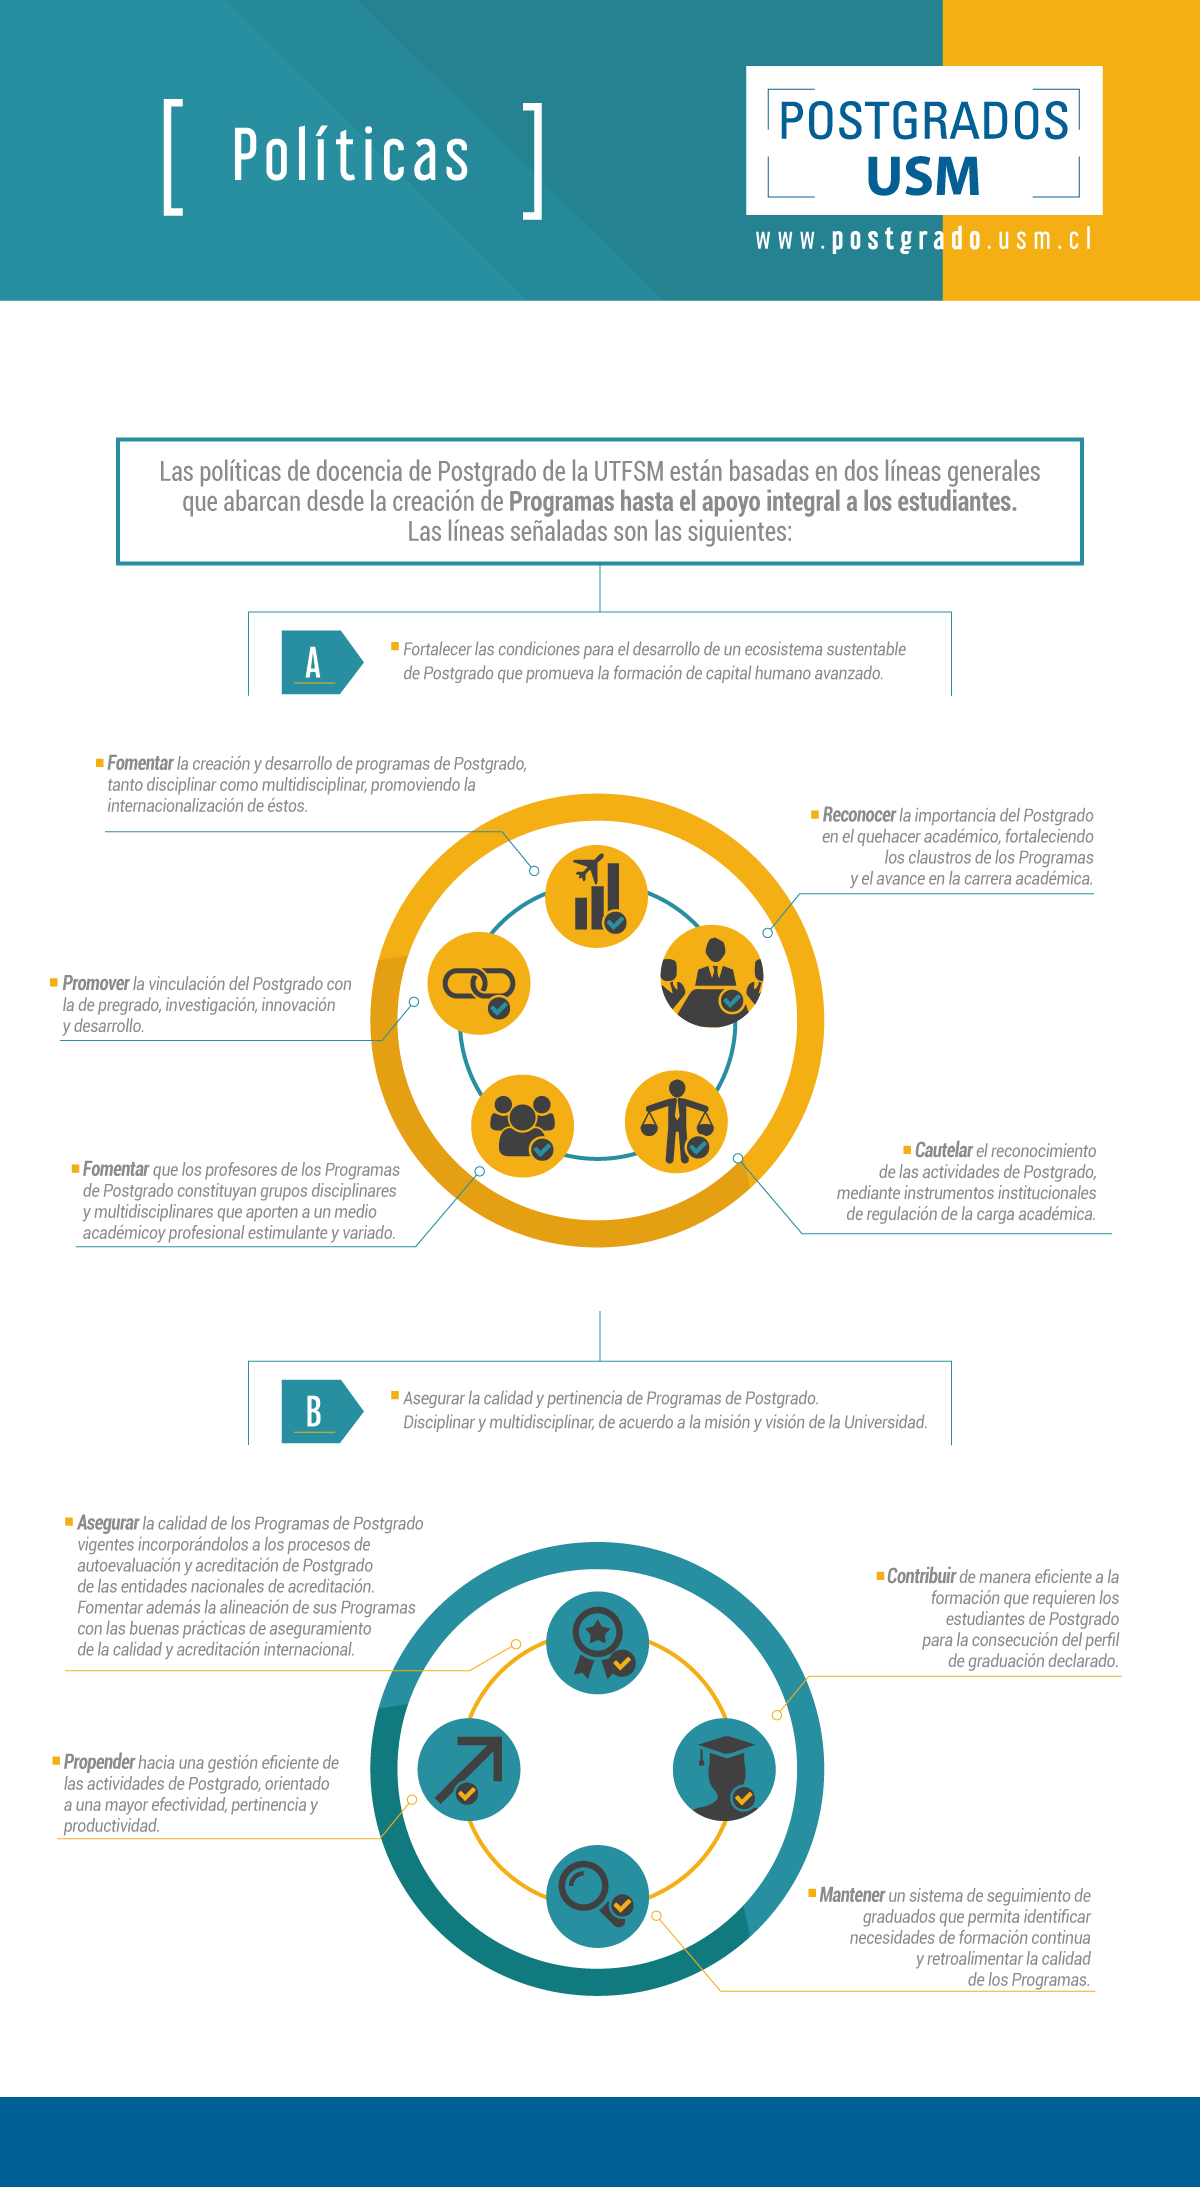 Políticas
POSTGRADOS
USM
www.postgrado.usm.cl
Las políticas de docencia de Postgrado de la UTFSM están basadas en dos líneas generales
que abarcan desde la creación de Programas hasta el apoyo integral a los estudiantes.
Las líneas señaladas son las siguientes:
A
Fortalecer las condiciones para el desarrollo de un ecosistema sustentable
de Postgrado que promueva la formación de capital humano avanzado.
Fomentar la creación y desarrollo de programas de Postgrado,
tanto disciplinar como multidisciplinar, promoviendo la
internacionalización de éstos.
Reconocer la importancia del Postgrado
en el quehacer académico, fortaleciendo
los claustros de los Programas
y el avance en la carrera académica.
Promover la vinculación del Postgrado con
la de pregrado, investigación, innovación
y desarrollo.
Fomentar que los profesores de los Programas
de Postgrado constituyan grupos disciplinares
y multidisciplinares que aporten a un medio
académicoy profesional estimulante y variado.
Cautelar el reconocimiento
de las actividades de Postgrado,
mediante instrumentos institucionales
de regulación de la carga académica.
B
Asegurar la calidad y pertinencia de Programas de Postgrado.
Disciplinar y multidisciplinar, de acuerdo a la misión y visión de la Universidad.
Asegurar la calidad de los Programas de Postgrado
vigentes incorporándolos a los procesos de
autoevaluación y acreditación de Postgrado
de las entidades nacionales de acreditación.
Fomentar además la alineación de sus Programas
con las buenas prácticas de aseguramiento
de la calidad y acreditación internacional.
Contribuir de manera eficiente a la
formación que requieren los
estudiantes de Postgrado
para la consecución del perfil
de graduación declarado.
Propender hacia una gestión eficiente de
las actividades de Postgrado, orientado
a una mayor efectividad, pertinencia y
productividad.
Mantener un sistema de seguimiento de
graduados que permita identificar
necesidades de formación continua
y retroalimentar la calidad
de los Programas.